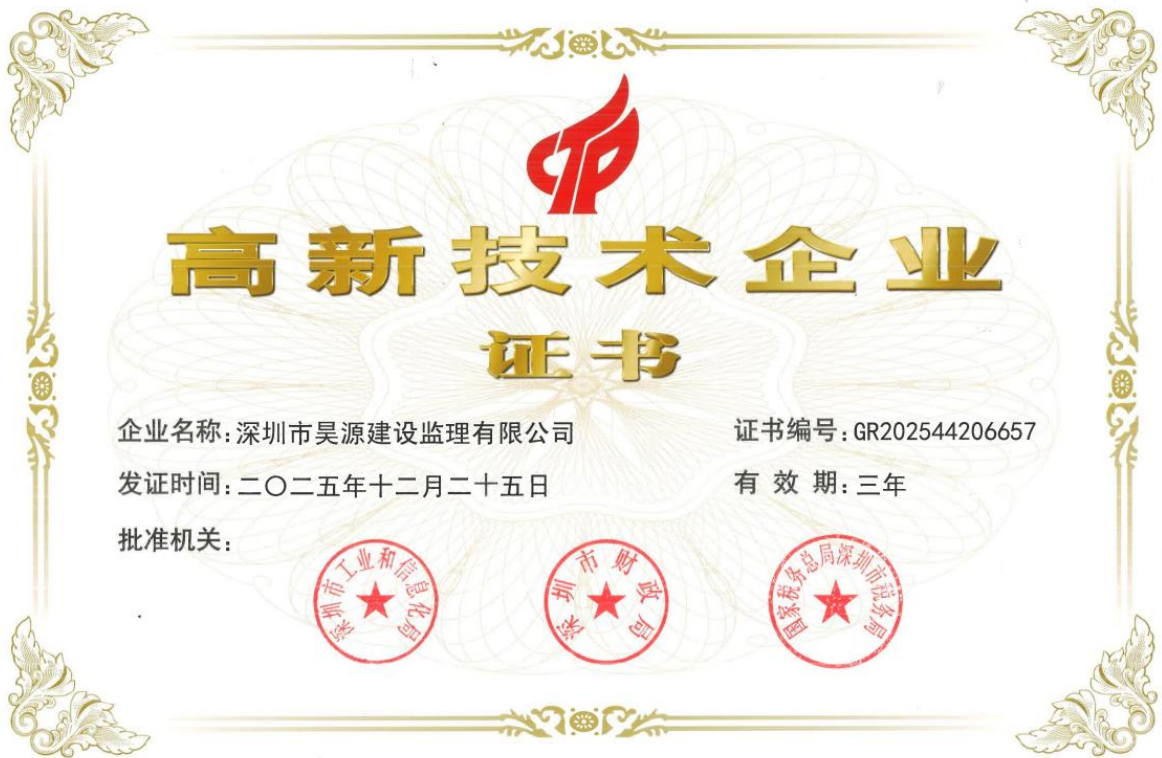 CTP
高新技术企业
证书
企业名称:深圳市昊源建设监理有限公司
证书编号:GR202544206657
发证时间:二〇二五年十二月二十五日
有效期:三年
批准机关:
深圳市工业和信息化局
深圳市财政局
国家税务总局深圳市税务局